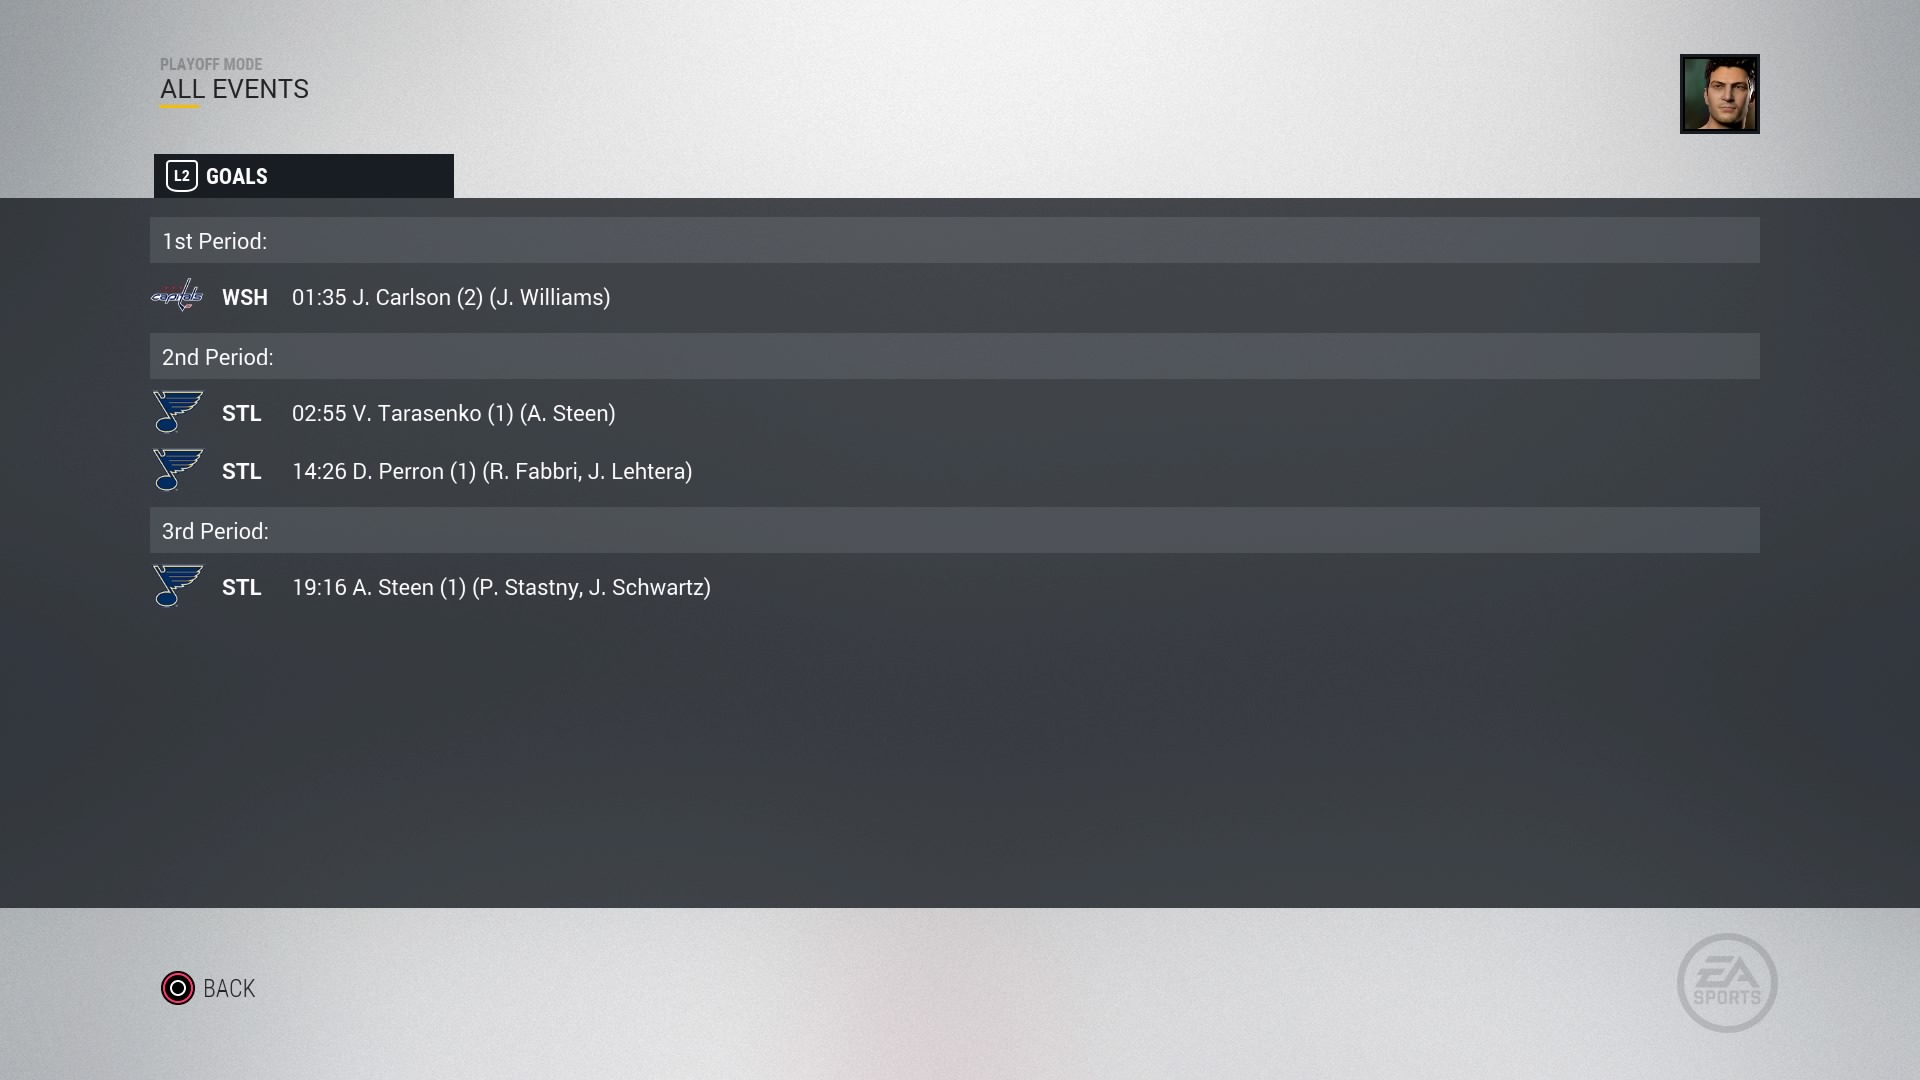 PLAYOFF MODE
ALL EVENTS
L2 GOALS
1st Period:
capitals WSH 01:35 J. Carlson (2) (J. Williams)
2nd Period:
STL 02:55 V. Tarasenko (1) (A. Steen)
STL 14:26 D. Perron (1) (R. Fabbri, J. Lehtera)
3rd Period:
STL 19:16 A. Steen (1) (P. Stastny, J. Schwartz)
BACK
EA
SPORTS